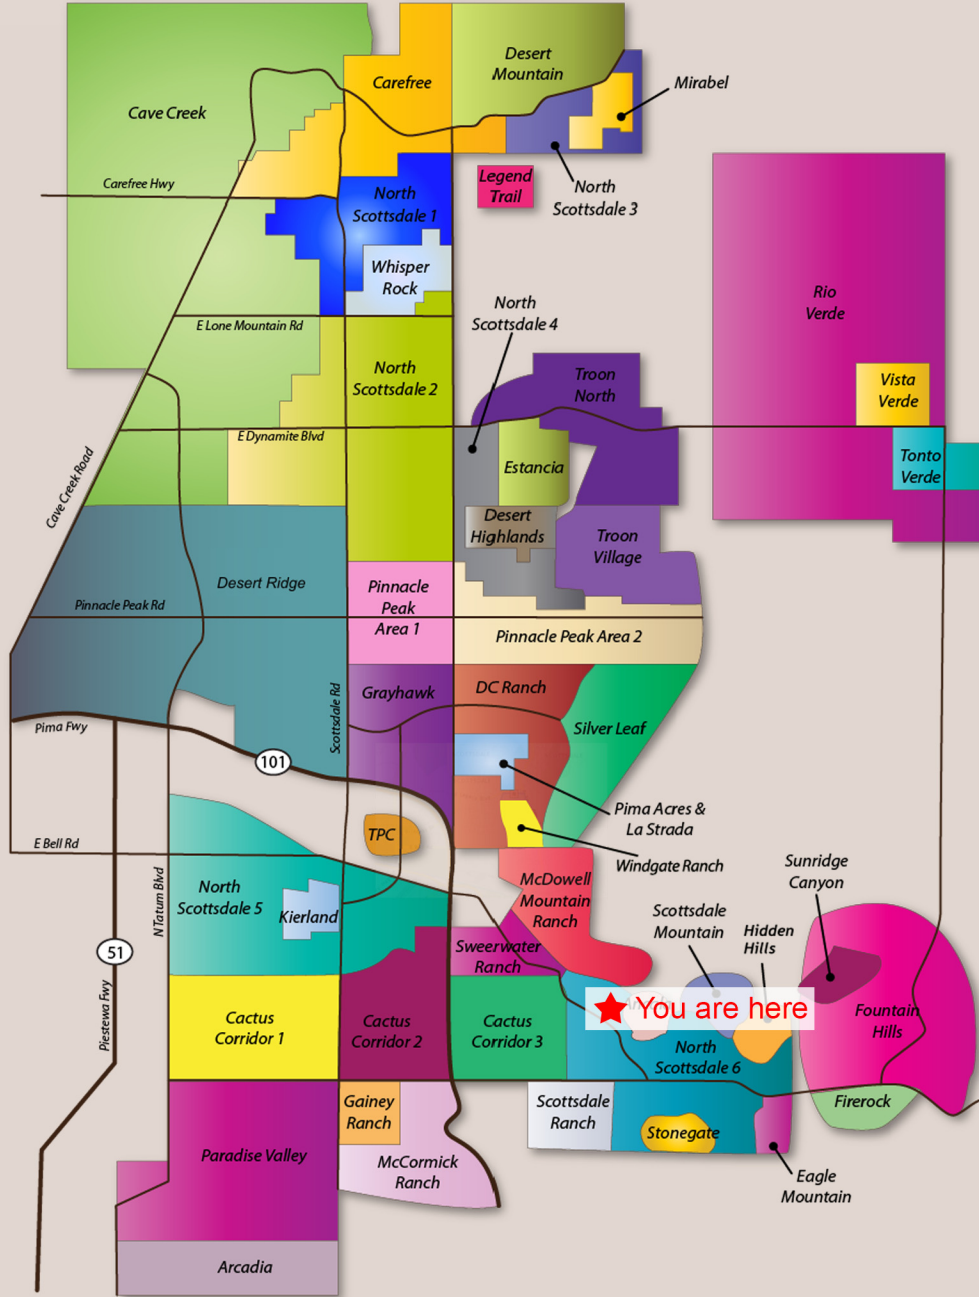 Desert
Mountain
Carefree
Mirabel
Cave Creek
Legend
Trail
Carefree Hwy
North
Scottsdale 1
North
Scottsdale 3
Whisper
Rock
Rio
Verde
North
Scottsdale 4
E Lone Mountain Rd
North
Scottsdale 2
Troon
North
Vista
Verde
E Dynamite Blvd
Cave Creek Road
Estancia
Tonto
Verde
Desert
Highlands
Troon
Village
Desert Ridge
Pinnacle
Peak
Area 1
Pinnacle Peak Rd
Pinnacle Peak Area 2
Grayhawk
DC Ranch
Scottsdale Rd
Silver Leaf
Pima Fwy
101
Pima Acres &
La Strada
TPC
E Bell Rd
Windgate Ranch
Sunridge
Canyon
McDowell
Mountain
Ranch
North
Scottsdale 5
Kierland
N Tatum Blvd
Scottsdale
Mountain
Hidden
Hills
51
Sweerwater
Ranch
You are here
Fountain
Hills
Piestewa Fwy
Cactus
Corridor 1
Cactus
Corridor 2
Cactus
Corridor 3
North
Scottsdale 6
Gainey
Ranch
Scottsdale
Ranch
Firerock
Stonegate
Paradise Valley
McCormick
Ranch
Eagle
Mountain
Arcadia